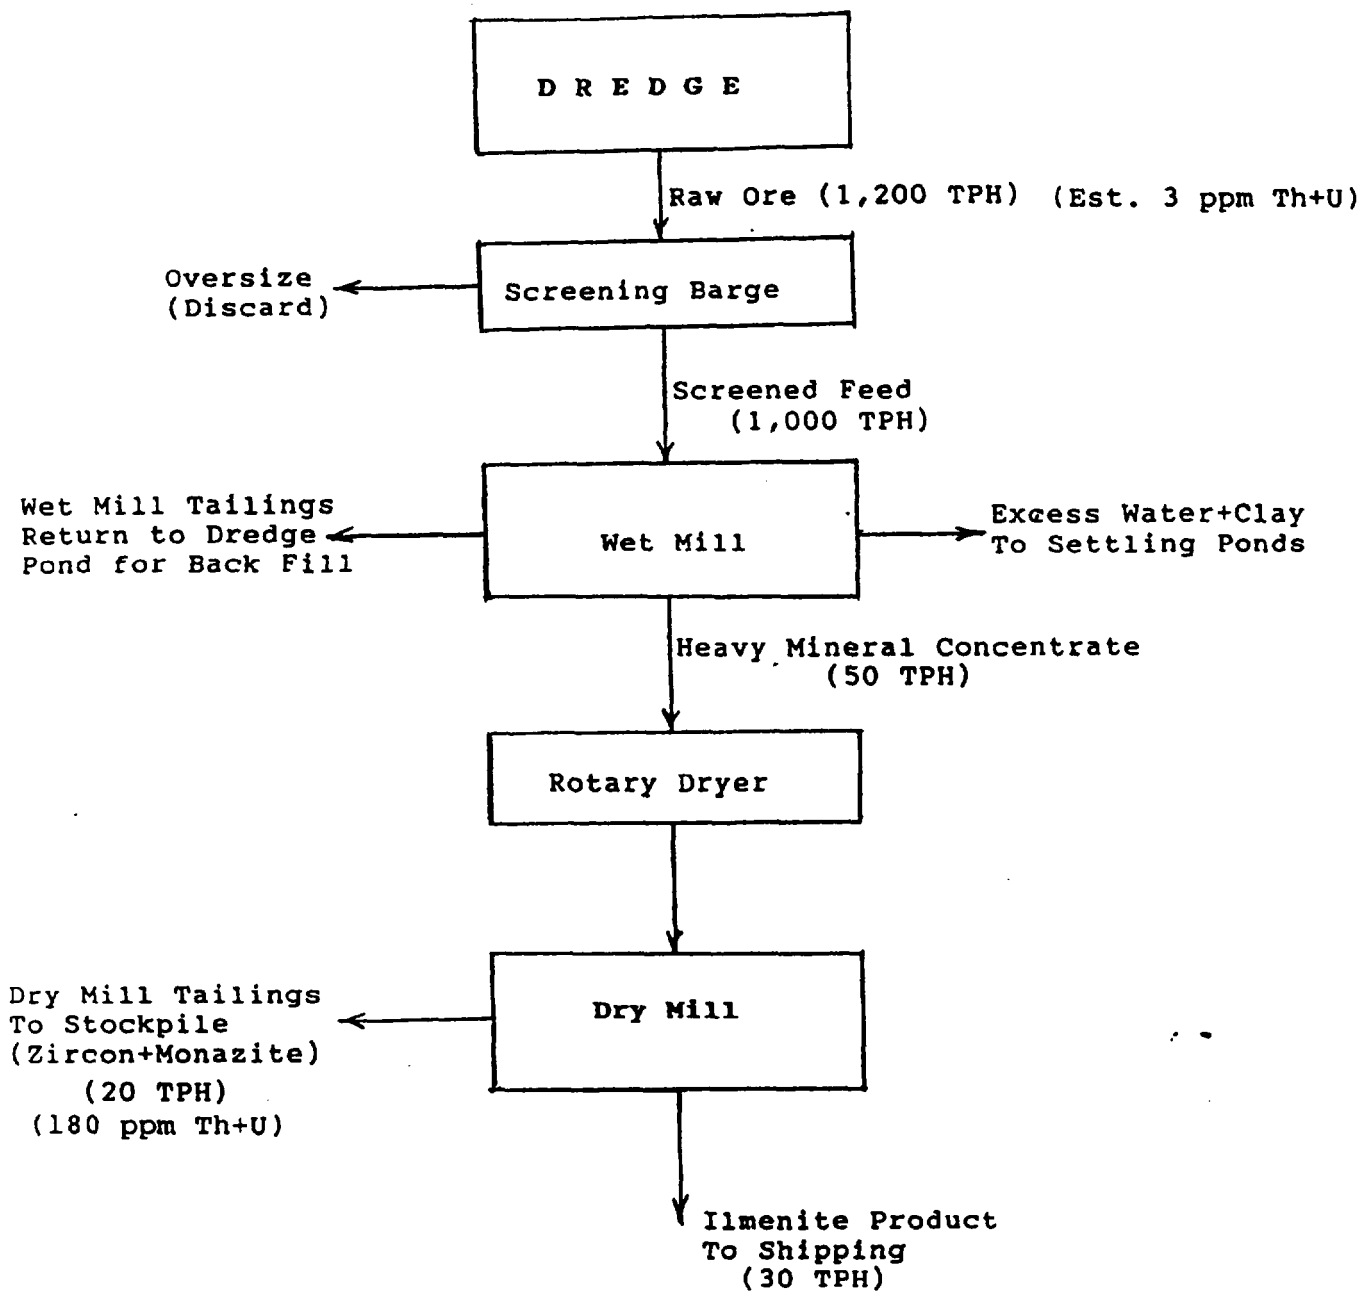 D R E D G E
Raw Ore (1,200 TPH) (Est. 3 ppm Th+U)
Oversize
(Discard)
Screening Barge
Screened Feed
(1,000 TPH)
Wet Mill Tailings
Return to Dredge
Pond for Back Fill
Wet Mill
Excess Water+Clay
To Settling Ponds
Heavy Mineral Concentrate
(50 TPH)
Rotary Dryer
Dry Mill Tailings
To Stockpile
(Zircon+Monazite)
(20 TPH)
(180 ppm Th+U)
Dry Mill
Ilmenite Product
To Shipping
(30 TPH)